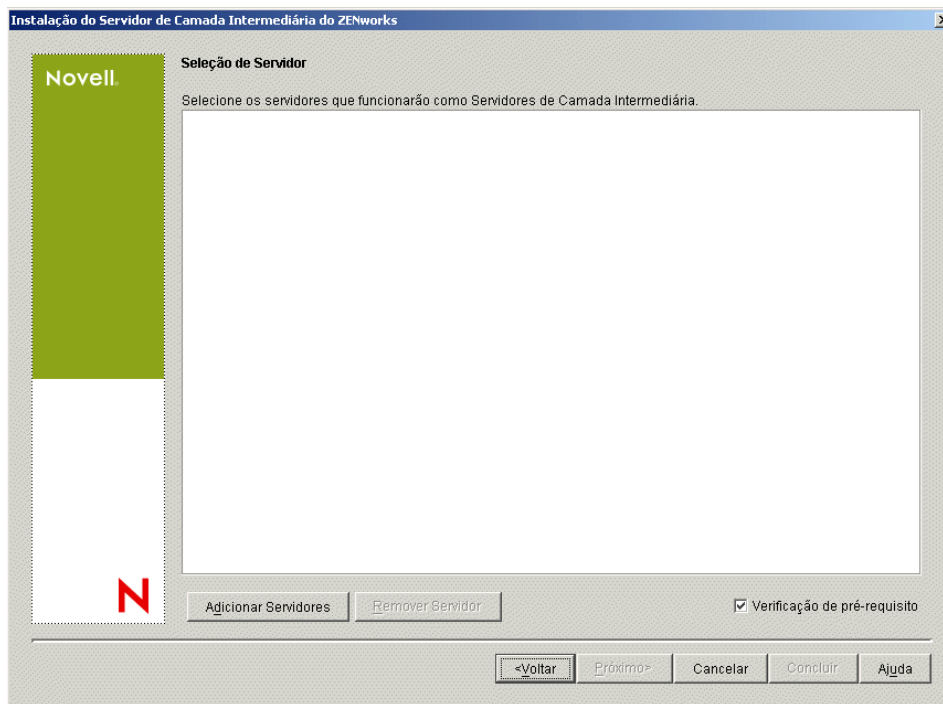 Instalação do Servidor de Camada Intermediária do ZENworks
Novell.
Seleção de Servidor
Selecione os servidores que funcionarão como Servidores de Camada Intermediária.
N
Adicionar Servidores
Remover Servidor
Verificação de pré-requisito
<Voltar
Próximo>
Cancelar
Concluir
Ajuda